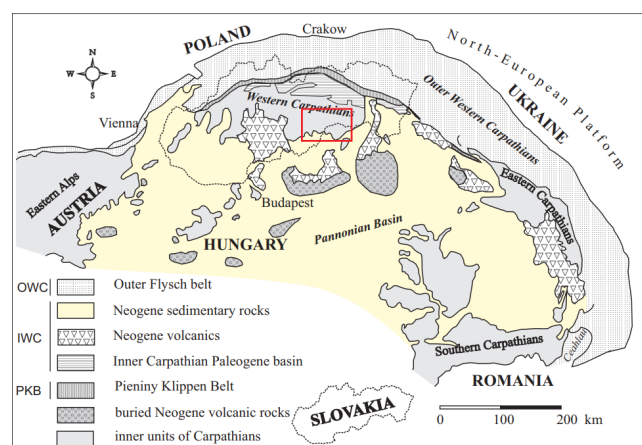 POLAND
Crakow
N
W E
S
North-European Platform
UKRAINE
Outer Western Carpathians
Western Carpathians
Vienna
Eastern Alps
AUSTRIA
Eastern Carpathians
Budapest
HUNGARY
Pannonian Basin
Southern Carpathians
Ceahlau
ROMANIA
OWC
Outer Flysch belt
Neogene sedimentary rocks
IWC
Neogene volcanics
Inner Carpathian Paleogene basin
PKB
Pieniny Klippen Belt
buried Neogene volcanic rocks
inner units of Carpathians
SLOVAKIA
0 100 200 km